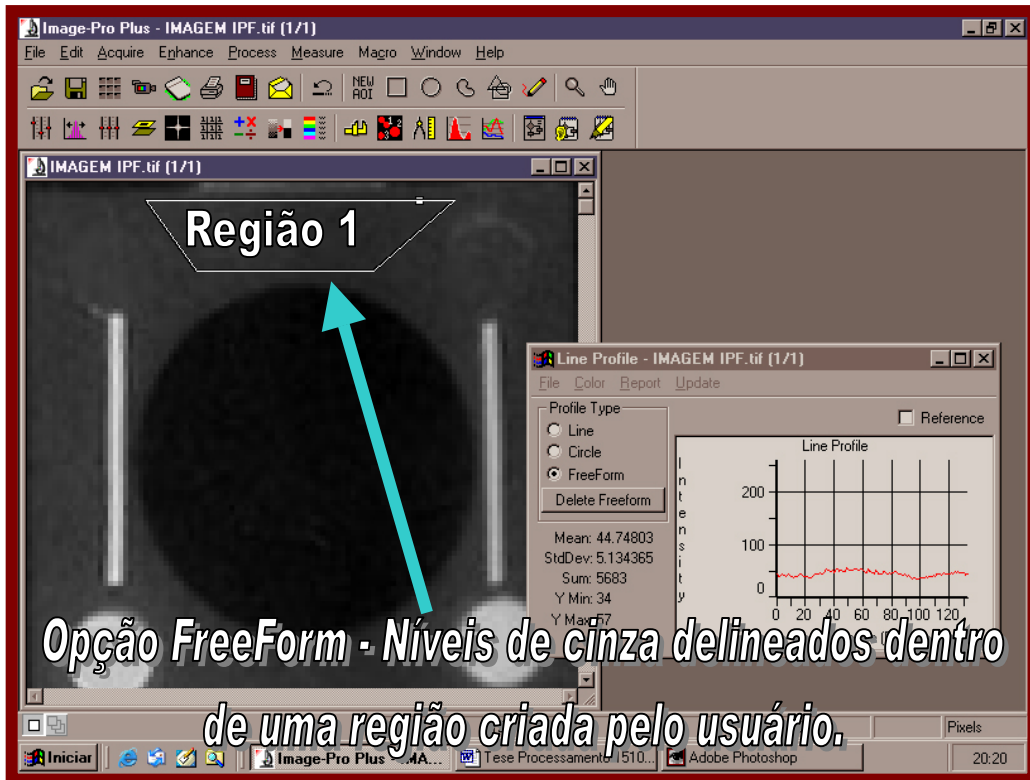 Image-Pro Plus - IMAGEM IPF.tif (1/1)
File Edit Acquire Enhance Process Measure Macro Window Help
NEW AOI
IMAGEM IPF.tif (1/1)
Região 1
Line Profile - IMAGEM IPF.tif (1/1)
File Color Report Update
Profile Type
Line
Circle
FreeForm
Delete Freeform
Reference
Line Profile
Intensity
200
100
0
0 20 40 60 80 100 120
Mean: 44.74803
StdDev: 5.134365
Sum: 5683
Y Min: 34
Y Max: 57
Opção FreeForm - Níveis de cinza delineados dentro
de uma região criada pelo usuário.
Pixels
Iniciar
Image-Pro Plus - IMA...
Tese Processamento 1510...
Adobe Photoshop
20:20